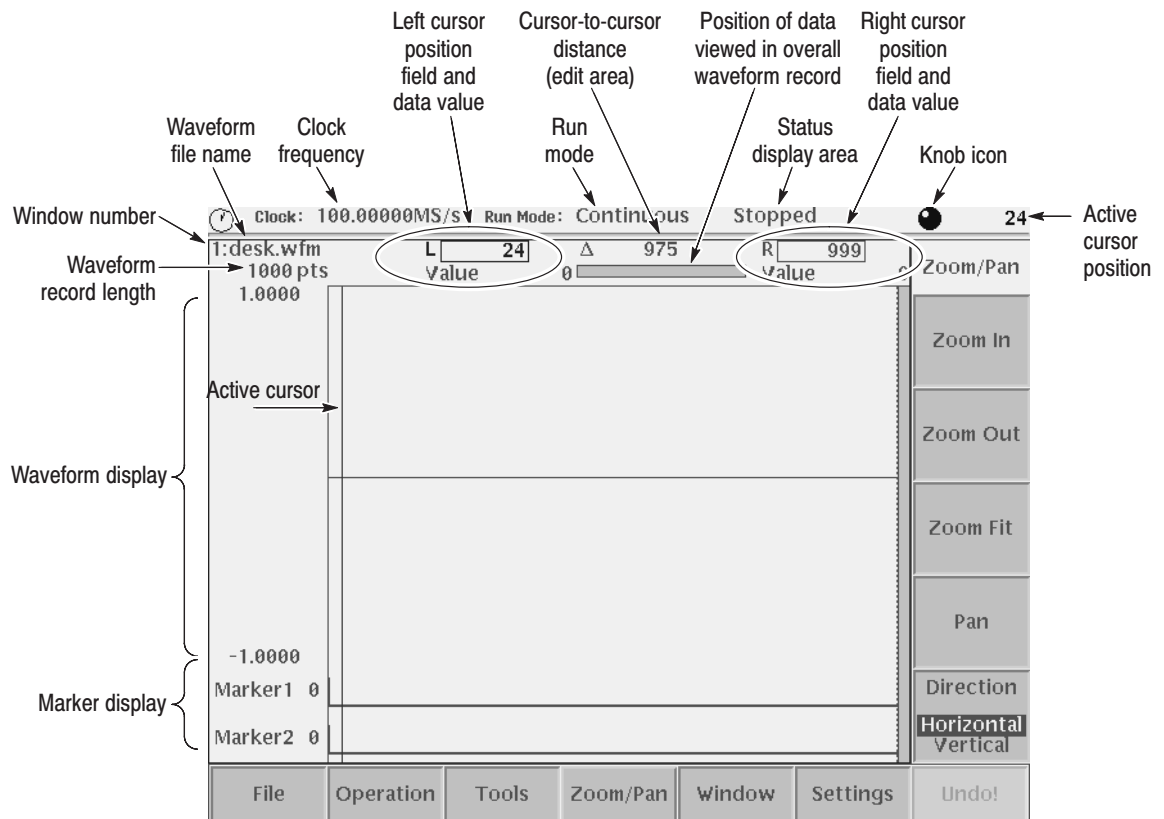 Left cursor
position
field and
data value
Cursor-to-cursor
distance
(edit area)
Position of data
viewed in overall
waveform record
Right cursor
position
field and
data value
Waveform
file name
Clock
frequency
Run
mode
Status
display area
Knob icon
Window number
Clock: 100.00000MS/s Run Mode: Continuous Stopped 24
Active
cursor
position
1:desk.wfm L 24 Δ 975 R 999
Waveform
record length
1000 pts Value 0 Value 0
Zoom/Pan
1.0000
Zoom In
Active cursor
Zoom Out
Waveform display
Zoom Fit
Pan
-1.0000
Marker display
Marker1 0
Marker2 0
Direction
Horizontal
Vertical
File Operation Tools Zoom/Pan Window Settings Undo!